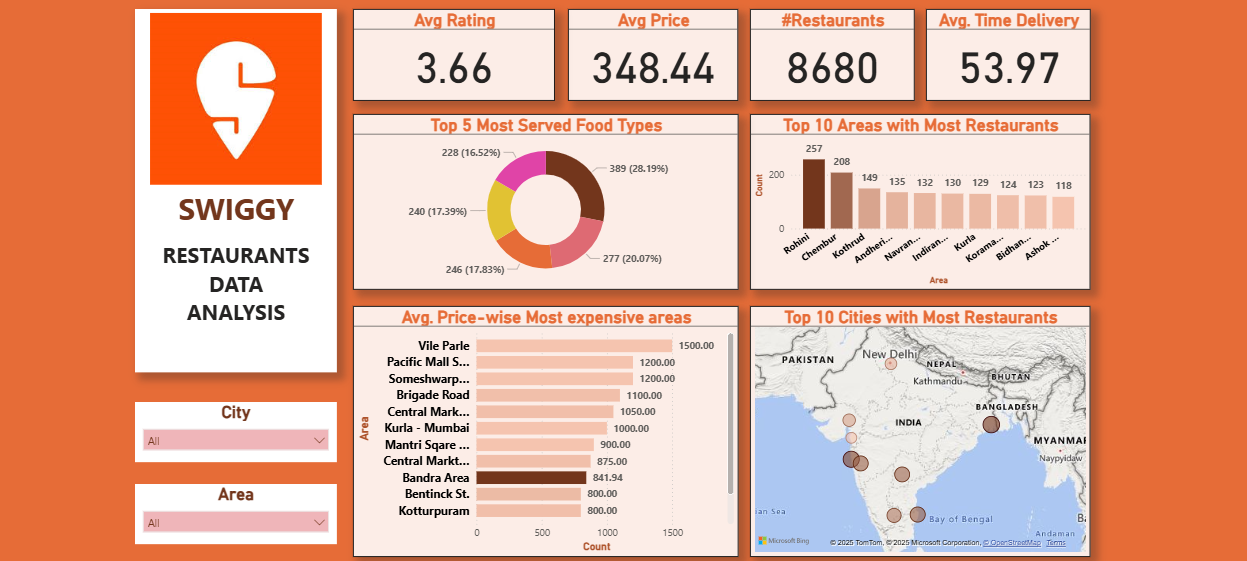 SWIGGY
RESTAURANTS
DATA
ANALYSIS
City
All
Area
All
Avg Rating
3.66
Avg Price
348.44
#Restaurants
8680
Avg. Time Delivery
53.97
Top 5 Most Served Food Types
228 (16.52%)
389 (28.19%)
240 (17.39%)
246 (17.83%)
277 (20.07%)
Top 10 Areas with Most Restaurants
Count
200
0
257
208
149
135
132
130
129
124
123
118
Rohini
Chembur
Kothrud
Andheri...
Navran...
Indiran...
Kurla
Korama...
Bidhan...
Ashok ...
Area
Avg. Price-wise Most expensive areas
Area
Vile Parle 1500.00
Pacific Mall S... 1200.00
Someshwarp... 1200.00
Brigade Road 1100.00
Central Mark... 1050.00
Kurla - Mumbai 1000.00
Mantri Sqare ... 900.00
Central Markt... 875.00
Bandra Area 841.94
Bentinck St. 800.00
Kotturpuram 800.00
0 500 1000 1500
Count
Top 10 Cities with Most Restaurants
PAKISTAN
New Delhi
NEPAL
Kathmandu
BHUTAN
BANGLADESH
INDIA
MYANMAR
Naypyidaw
ian Sea
Bay of Bengal
Ba
Andaman
Microsoft Bing
© 2025 TomTom, © 2025 Microsoft Corporation, © OpenStreetMap Terms